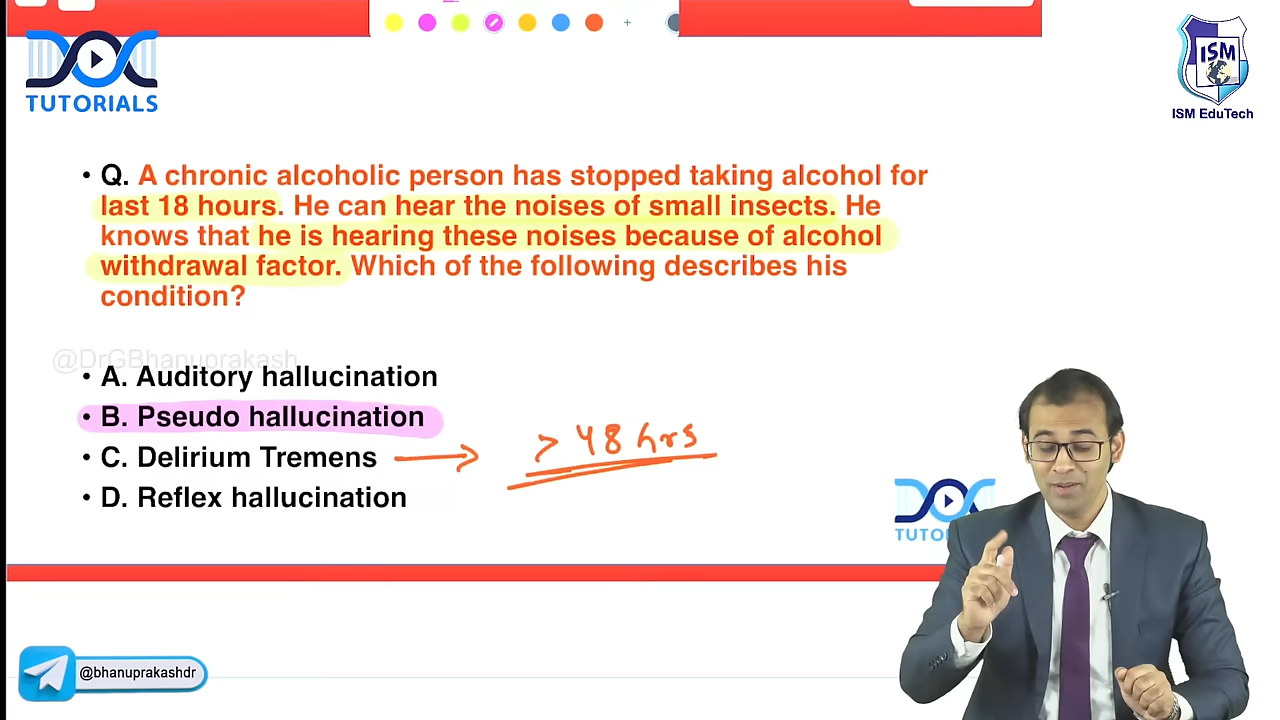 TUTORIALS
ISM
ISM EduTech
• Q. A chronic alcoholic person has stopped taking alcohol for
last 18 hours. He can hear the noises of small insects. He
knows that he is hearing these noises because of alcohol
withdrawal factor. Which of the following describes his
condition?
@DrGBhanuprakash
• A. Auditory hallucination
• B. Pseudo hallucination
• C. Delirium Tremens
> 48 hrs
• D. Reflex hallucination
@bhanuprakashdr